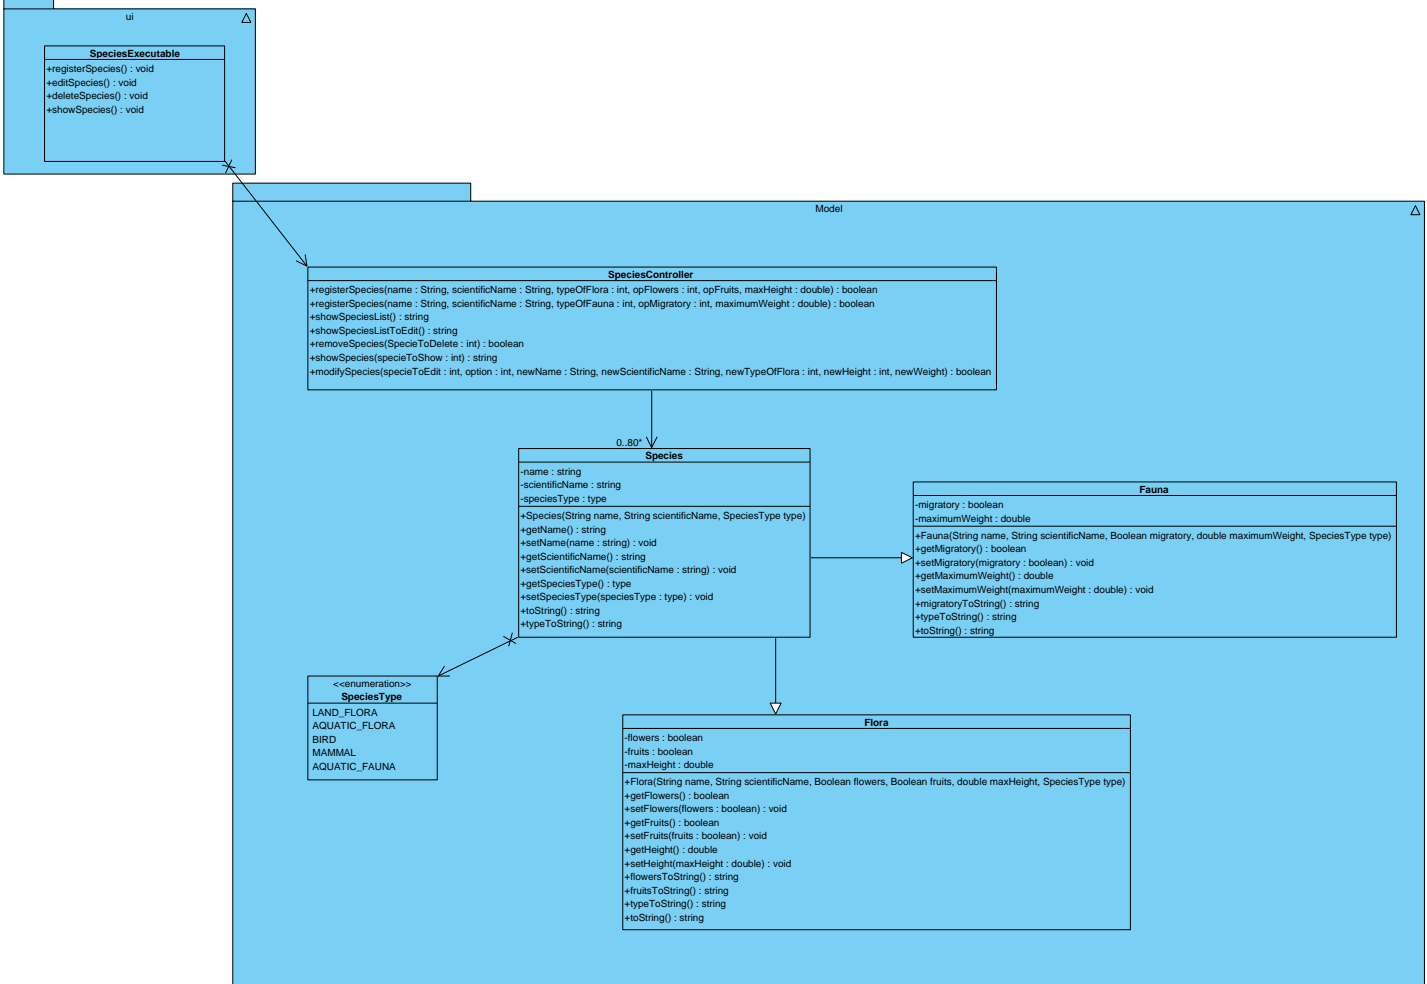 ui
SpeciesExecutable
+registerSpecies() : void
+editSpecies() : void
+deleteSpecies() : void
+showSpecies() : void
Model
SpeciesController
+registerSpecies(name : String, scientificName : String, typeOfFlora : int, opFlowers : int, opFruits, maxHeight : double) : boolean
+registerSpecies(name : String, scientificName : String, typeOfFauna : int, opMigratory : int, maximumWeight : double) : boolean
+showSpeciesList() : string
+showSpeciesListToEdit() : string
+removeSpecies(SpecieToDelete : int) : boolean
+showSpecies(specieToShow : int) : string
+modifySpecies(specieToEdit : int, option : int, newName : String, newScientificName : String, newTypeOfFlora : int, newHeight : int, newWeight) : boolean
0..80*
Species
-name : string
-scientificName : string
-speciesType : type
+Species(String name, String scientificName, SpeciesType type)
+getName() : string
+setName(name : string) : void
+getScientificName() : string
+setScientificName(scientificName : string) : void
+getSpeciesType() : type
+setSpeciesType(speciesType : type) : void
+toString() : string
+typeToString() : string
Fauna
-migratory : boolean
-maximumWeight : double
+Fauna(String name, String scientificName, Boolean migratory, double maximumWeight, SpeciesType type)
+getMigratory() : boolean
+setMigratory(migratory : boolean) : void
+getMaximumWeight() : double
+setMaximumWeight(maximumWeight : double) : void
+migratoryToString() : string
+typeToString() : string
+toString() : string
<<enumeration>>
SpeciesType
LAND_FLORA
AQUATIC_FLORA
BIRD
MAMMAL
AQUATIC_FAUNA
Flora
-flowers : boolean
-fruits : boolean
-maxHeight : double
+Flora(String name, String scientificName, Boolean flowers, Boolean fruits, double maxHeight, SpeciesType type)
+getFlowers() : boolean
+setFlowers(flowers : boolean) : void
+getFruits() : boolean
+setFruits(fruits : boolean) : void
+getHeight() : double
+setHeight(maxHeight : double) : void
+flowersToString() : string
+fruitsToString() : string
+typeToString() : string
+toString() : string